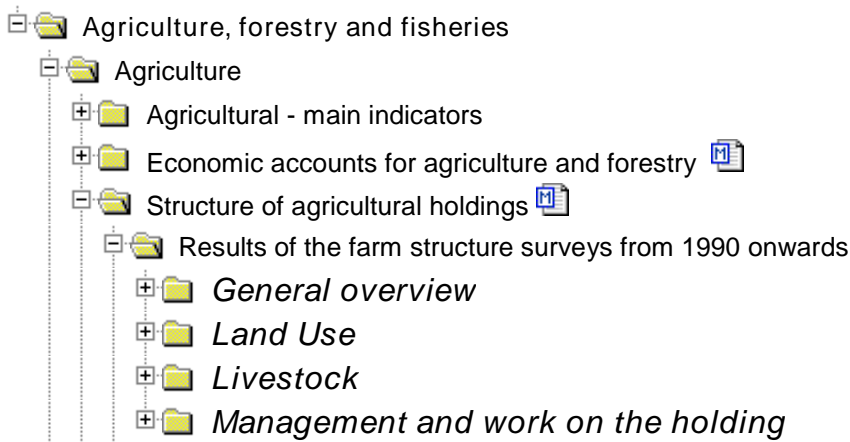 Agriculture, forestry and fisheries
Agriculture
Agricultural - main indicators
Economic accounts for agriculture and forestry M
Structure of agricultural holdings M
Results of the farm structure surveys from 1990 onwards
General overview
Land Use
Livestock
Management and work on the holding